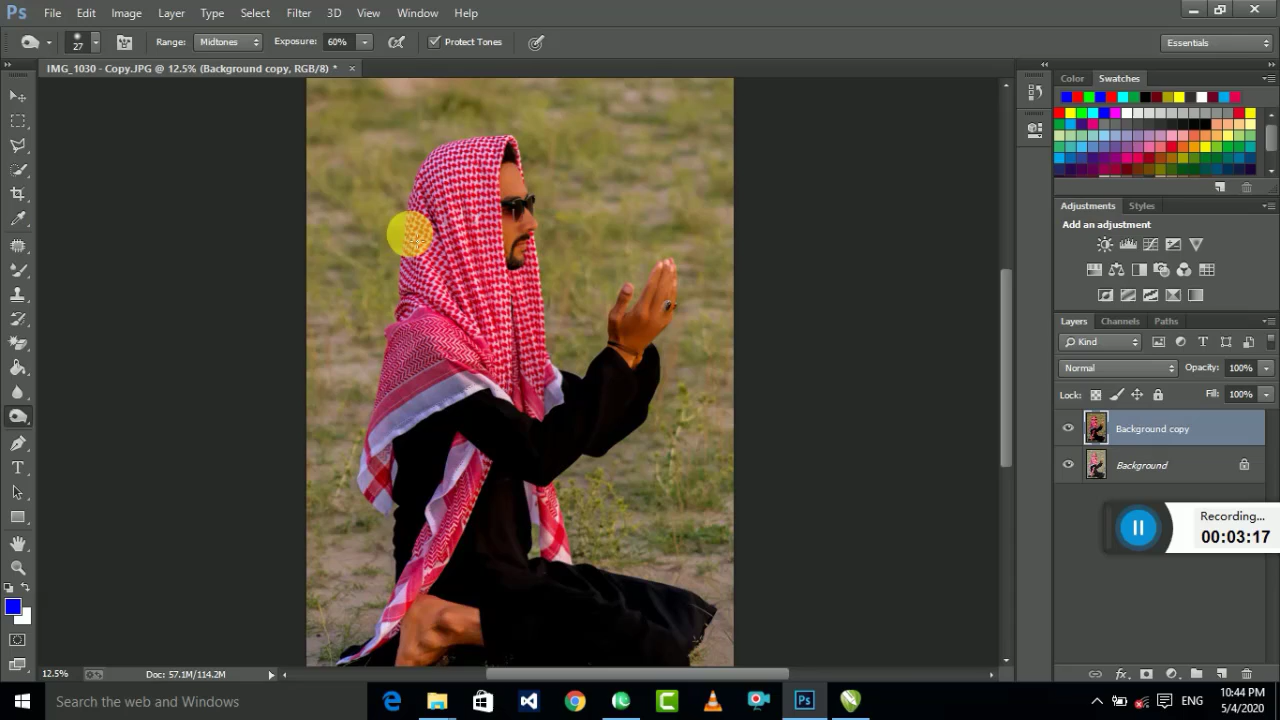 Ps File Edit Image Layer Type Select Filter 3D View Window Help
27 Range: Midtones Exposure: 60% Protect Tones Essentials
IMG_1030 - Copy.JPG @ 12.5% (Background copy, RGB/8) *
Color Swatches
Adjustments Styles
Add an adjustment
Layers Channels Paths
Kind
Normal Opacity: 100%
Lock: Fill: 100%
Background copy
Background
Recording...
00:03:17
12.5% Doc: 57.1M/114.2M
Search the web and Windows
Ps
ENG
10:44 PM
5/4/2020